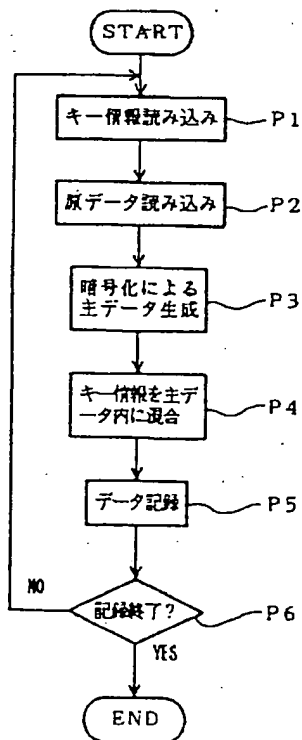 START
キー情報読み込み
P1
原データ読み込み
P2
暗号化による
主データ生成
P3
キー情報を主デ
ータ内に混合
P4
データ記録
P5
記録終了?
P6
NO
YES
END